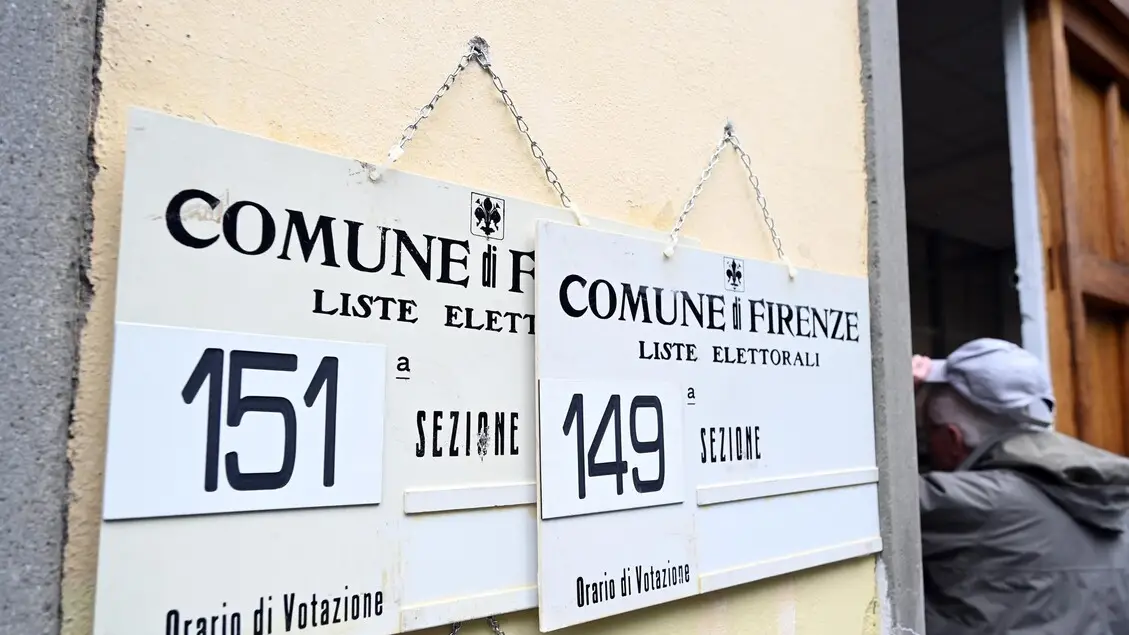 COMUNE di F
LISTE ELETT
151 a
SEZIONE
Orario di Votazione
COMUNE di FIRENZE
LISTE ELETTORALI
149 a
SEZIONE
Orario di Votazione